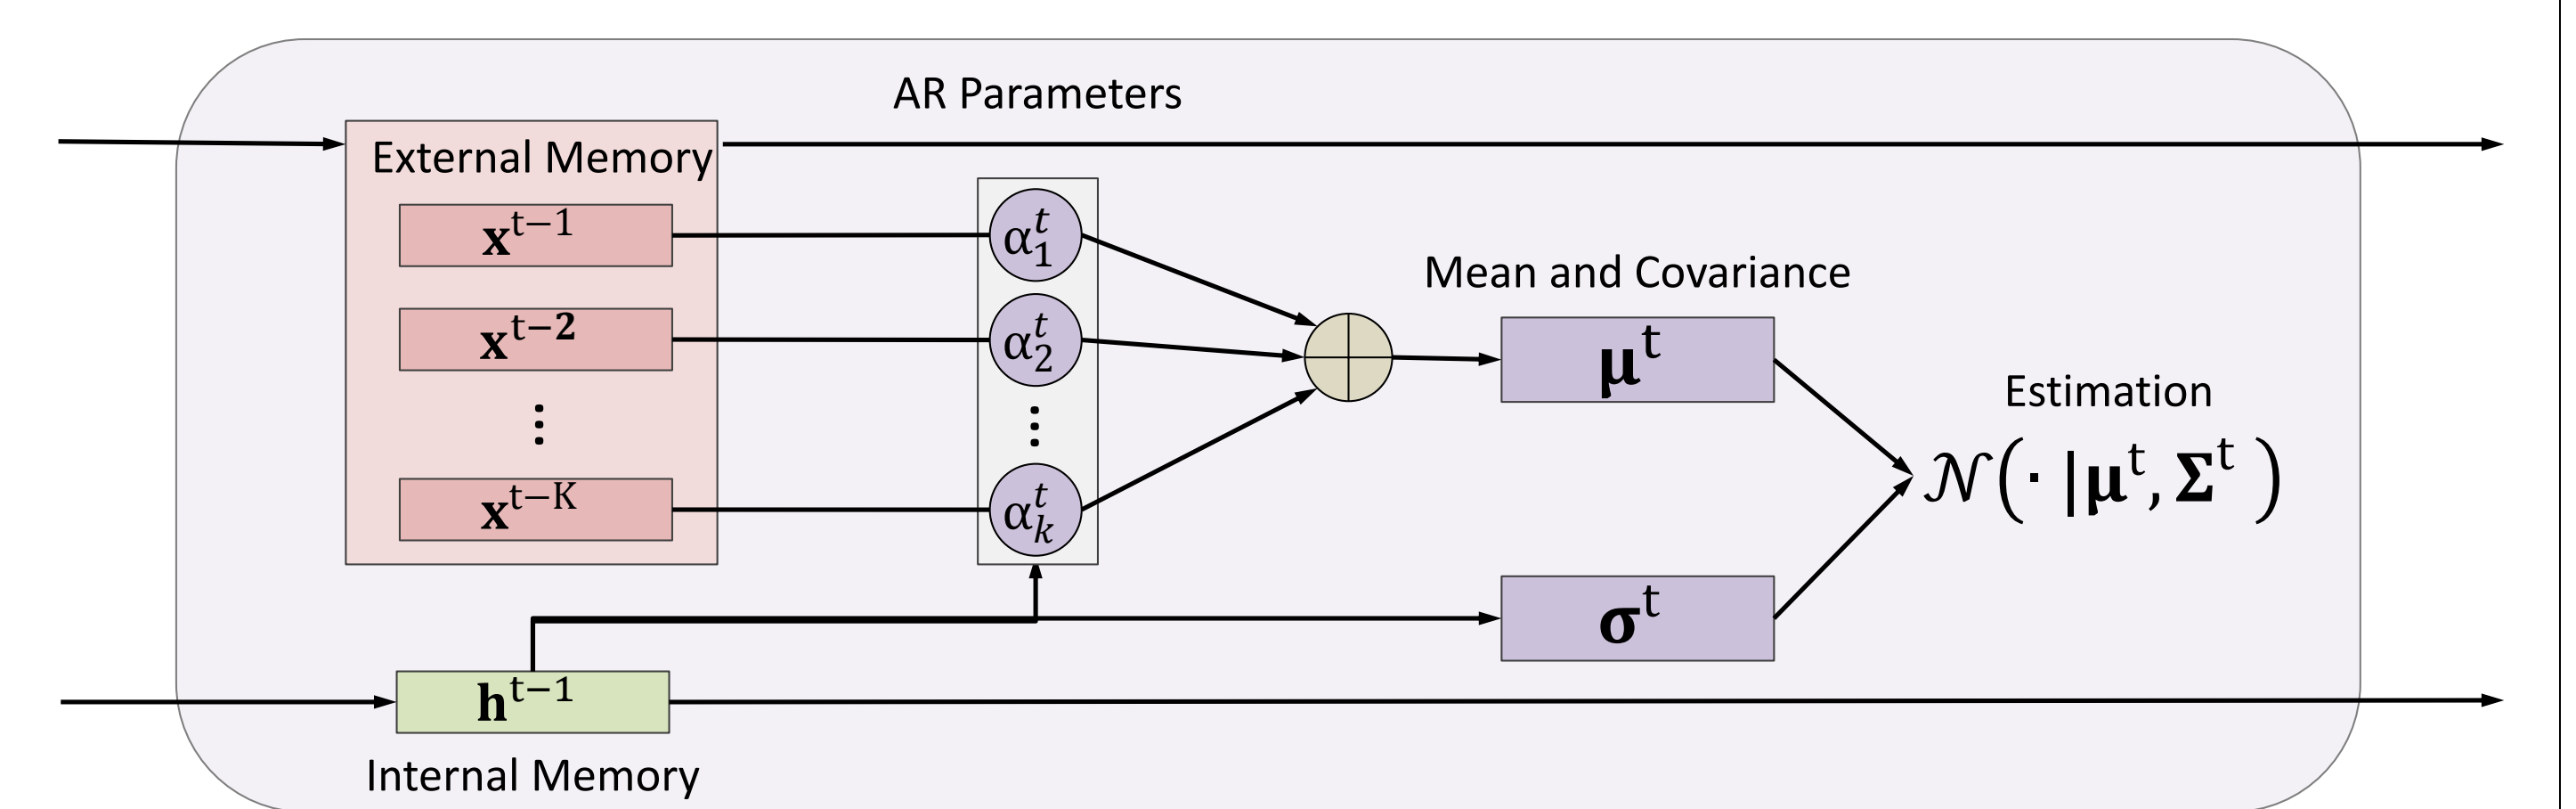 AR Parameters
External Memory
x^{t−1}
x^{t−2}
⋮
x^{t−K}
α_1^t
α_2^t
⋮
α_k^t
Mean and Covariance
μ^t
σ^t
Estimation
𝒩(· |μ^t, Σ^t )
h^{t−1}
Internal Memory